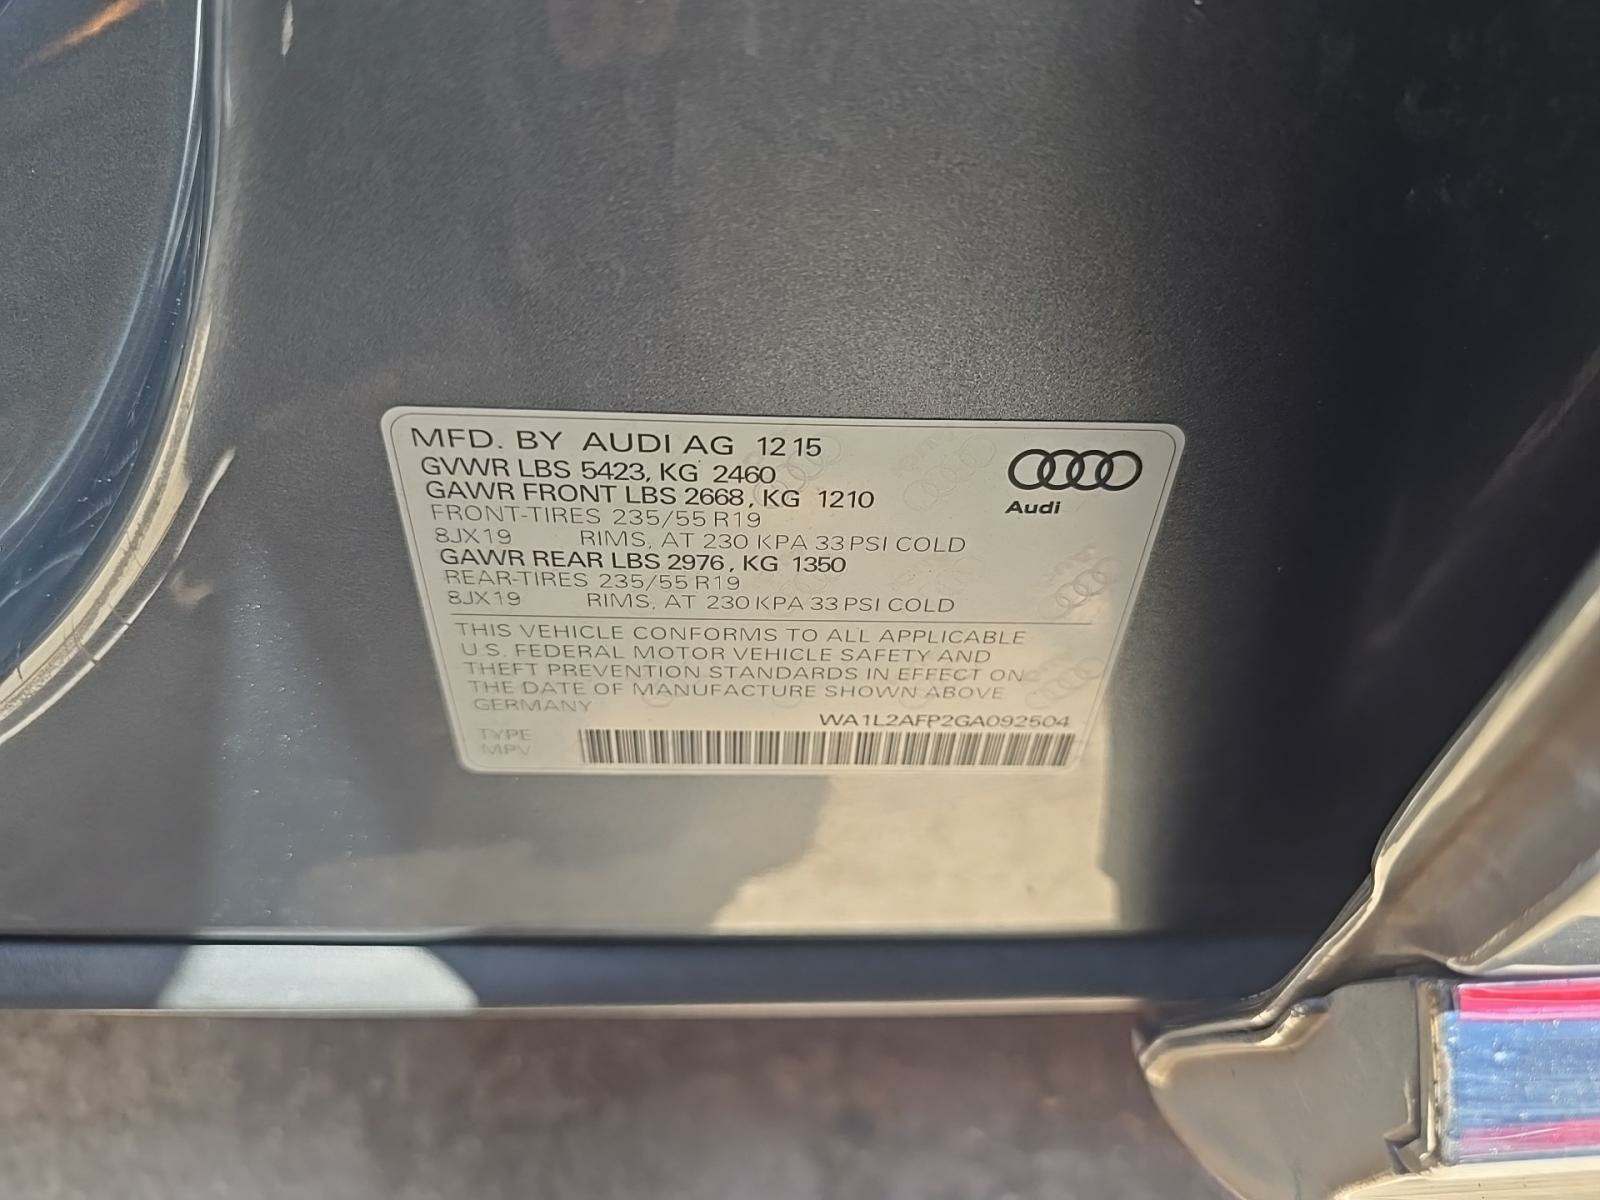 MFD. BY AUDI AG 12 15
GVWR LBS 5423, KG 2460
GAWR FRONT LBS 2668, KG 1210
FRONT-TIRES 235/55 R19
8JX19 RIMS, AT 230 KPA 33 PSI COLD
GAWR REAR LBS 2976, KG 1350
REAR-TIRES 235/55 R19
8JX19 RIMS, AT 230 KPA 33 PSI COLD
Audi
THIS VEHICLE CONFORMS TO ALL APPLICABLE
U.S. FEDERAL MOTOR VEHICLE SAFETY AND
THEFT PREVENTION STANDARDS IN EFFECT ON
THE DATE OF MANUFACTURE SHOWN ABOVE
GERMANY
WA1L2AFP2GA092504
TYPE
MPV